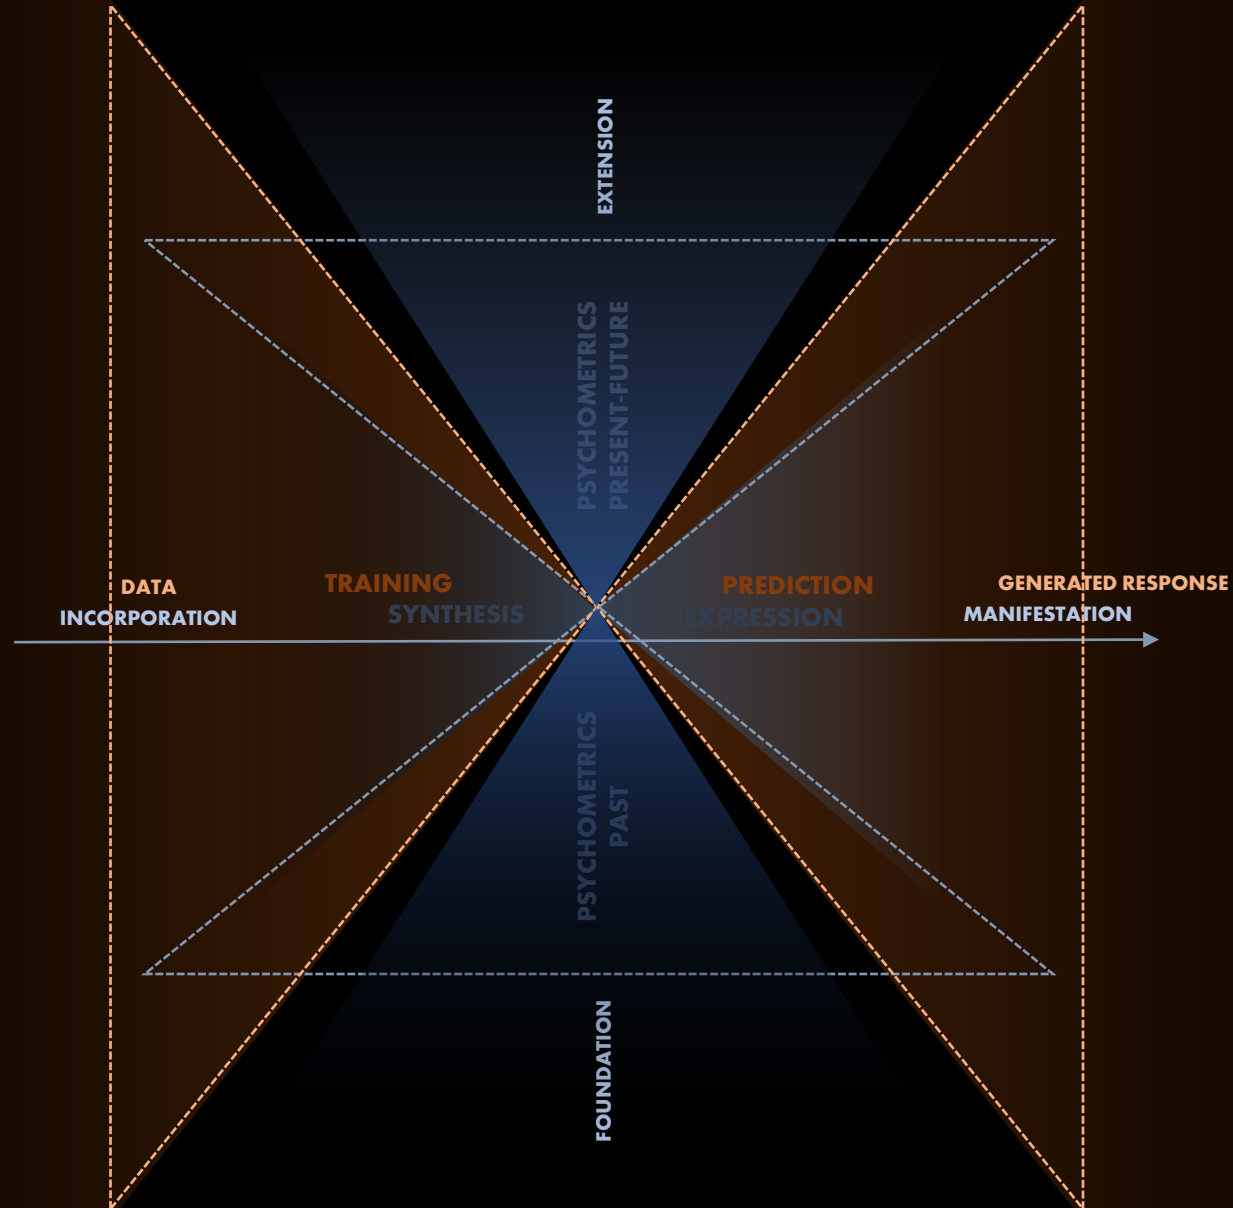 EXTENSION
PSYCHOMETRICS
PRESENT-FUTURE
DATA
INCORPORATION
TRAINING
SYNTHESIS
PREDICTION
EXPRESSION
GENERATED RESPONSE
MANIFESTATION
PSYCHOMETRICS
PAST
FOUNDATION